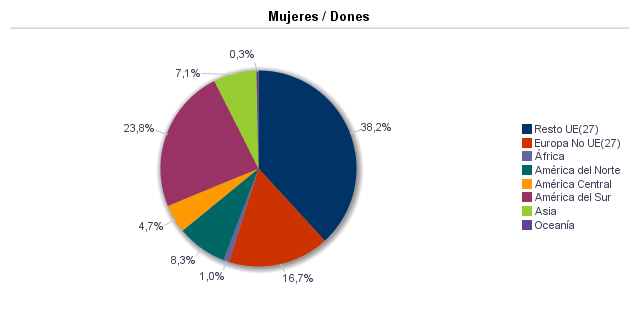 Mujeres / Dones
0,3%
7,1%
38,2%
23,8%
4,7%
8,3%
1,0%
16,7%
Resto UE(27)
Europa No UE(27)
África
América del Norte
América Central
América del Sur
Asia
Oceanía